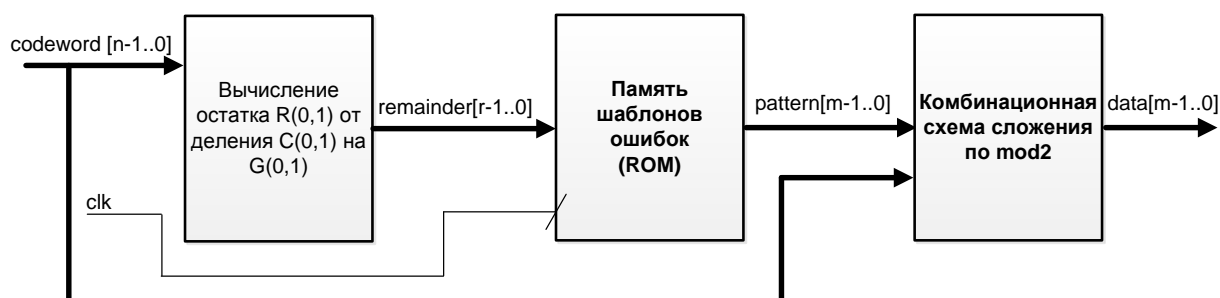 codeword [n-1..0]
Вычисление
остатка R(0,1) от
деления C(0,1) на
G(0,1)
remainder[r-1..0]
Память
шаблонов
ошибок
(ROM)
pattern[m-1..0]
Комбинационная
схема сложения
по mod2
data[m-1..0]
clk